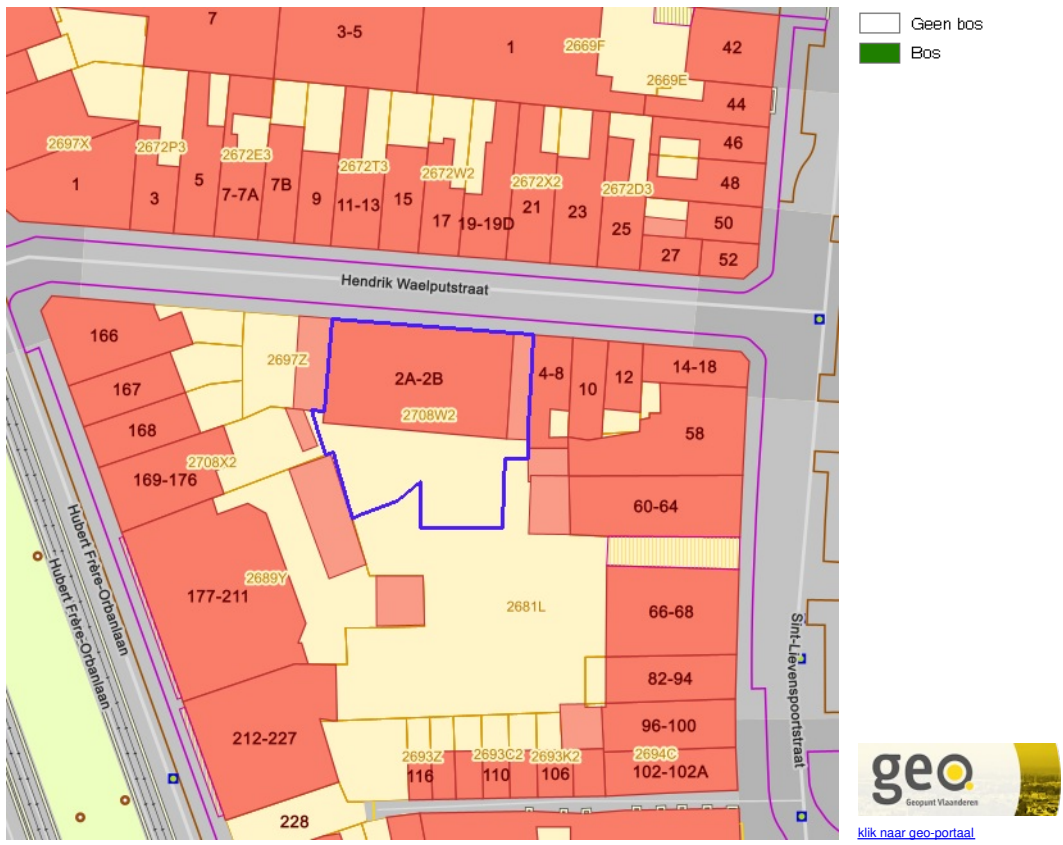 7
3-5
1
2669F
42
2669E
44
46
48
50
52
2697X
1
2672P3
3
5
2672E3
7-7A
7B
9
2672T3
11-13
15
2672W2
17
19-19D
2672X2
21
23
2672D3
25
27
Hendrik Waelputstraat
166
167
168
169-176
2697Z
2A-2B
2708W2
2708X2
4-8
10
12
14-18
58
60-64
Hubert Frère-Orbanlaan
Hubert Frère-Orbanlaan
177-211
2689Y
2681L
66-68
82-94
96-100
102-102A
Sint-Lievenspoortstraat
212-227
228
2693Z
116
2693C2
110
2693K2
106
2694C
Geen bos
Bos
geo
Geopunt Vlaanderen
klik naar geo-portaal